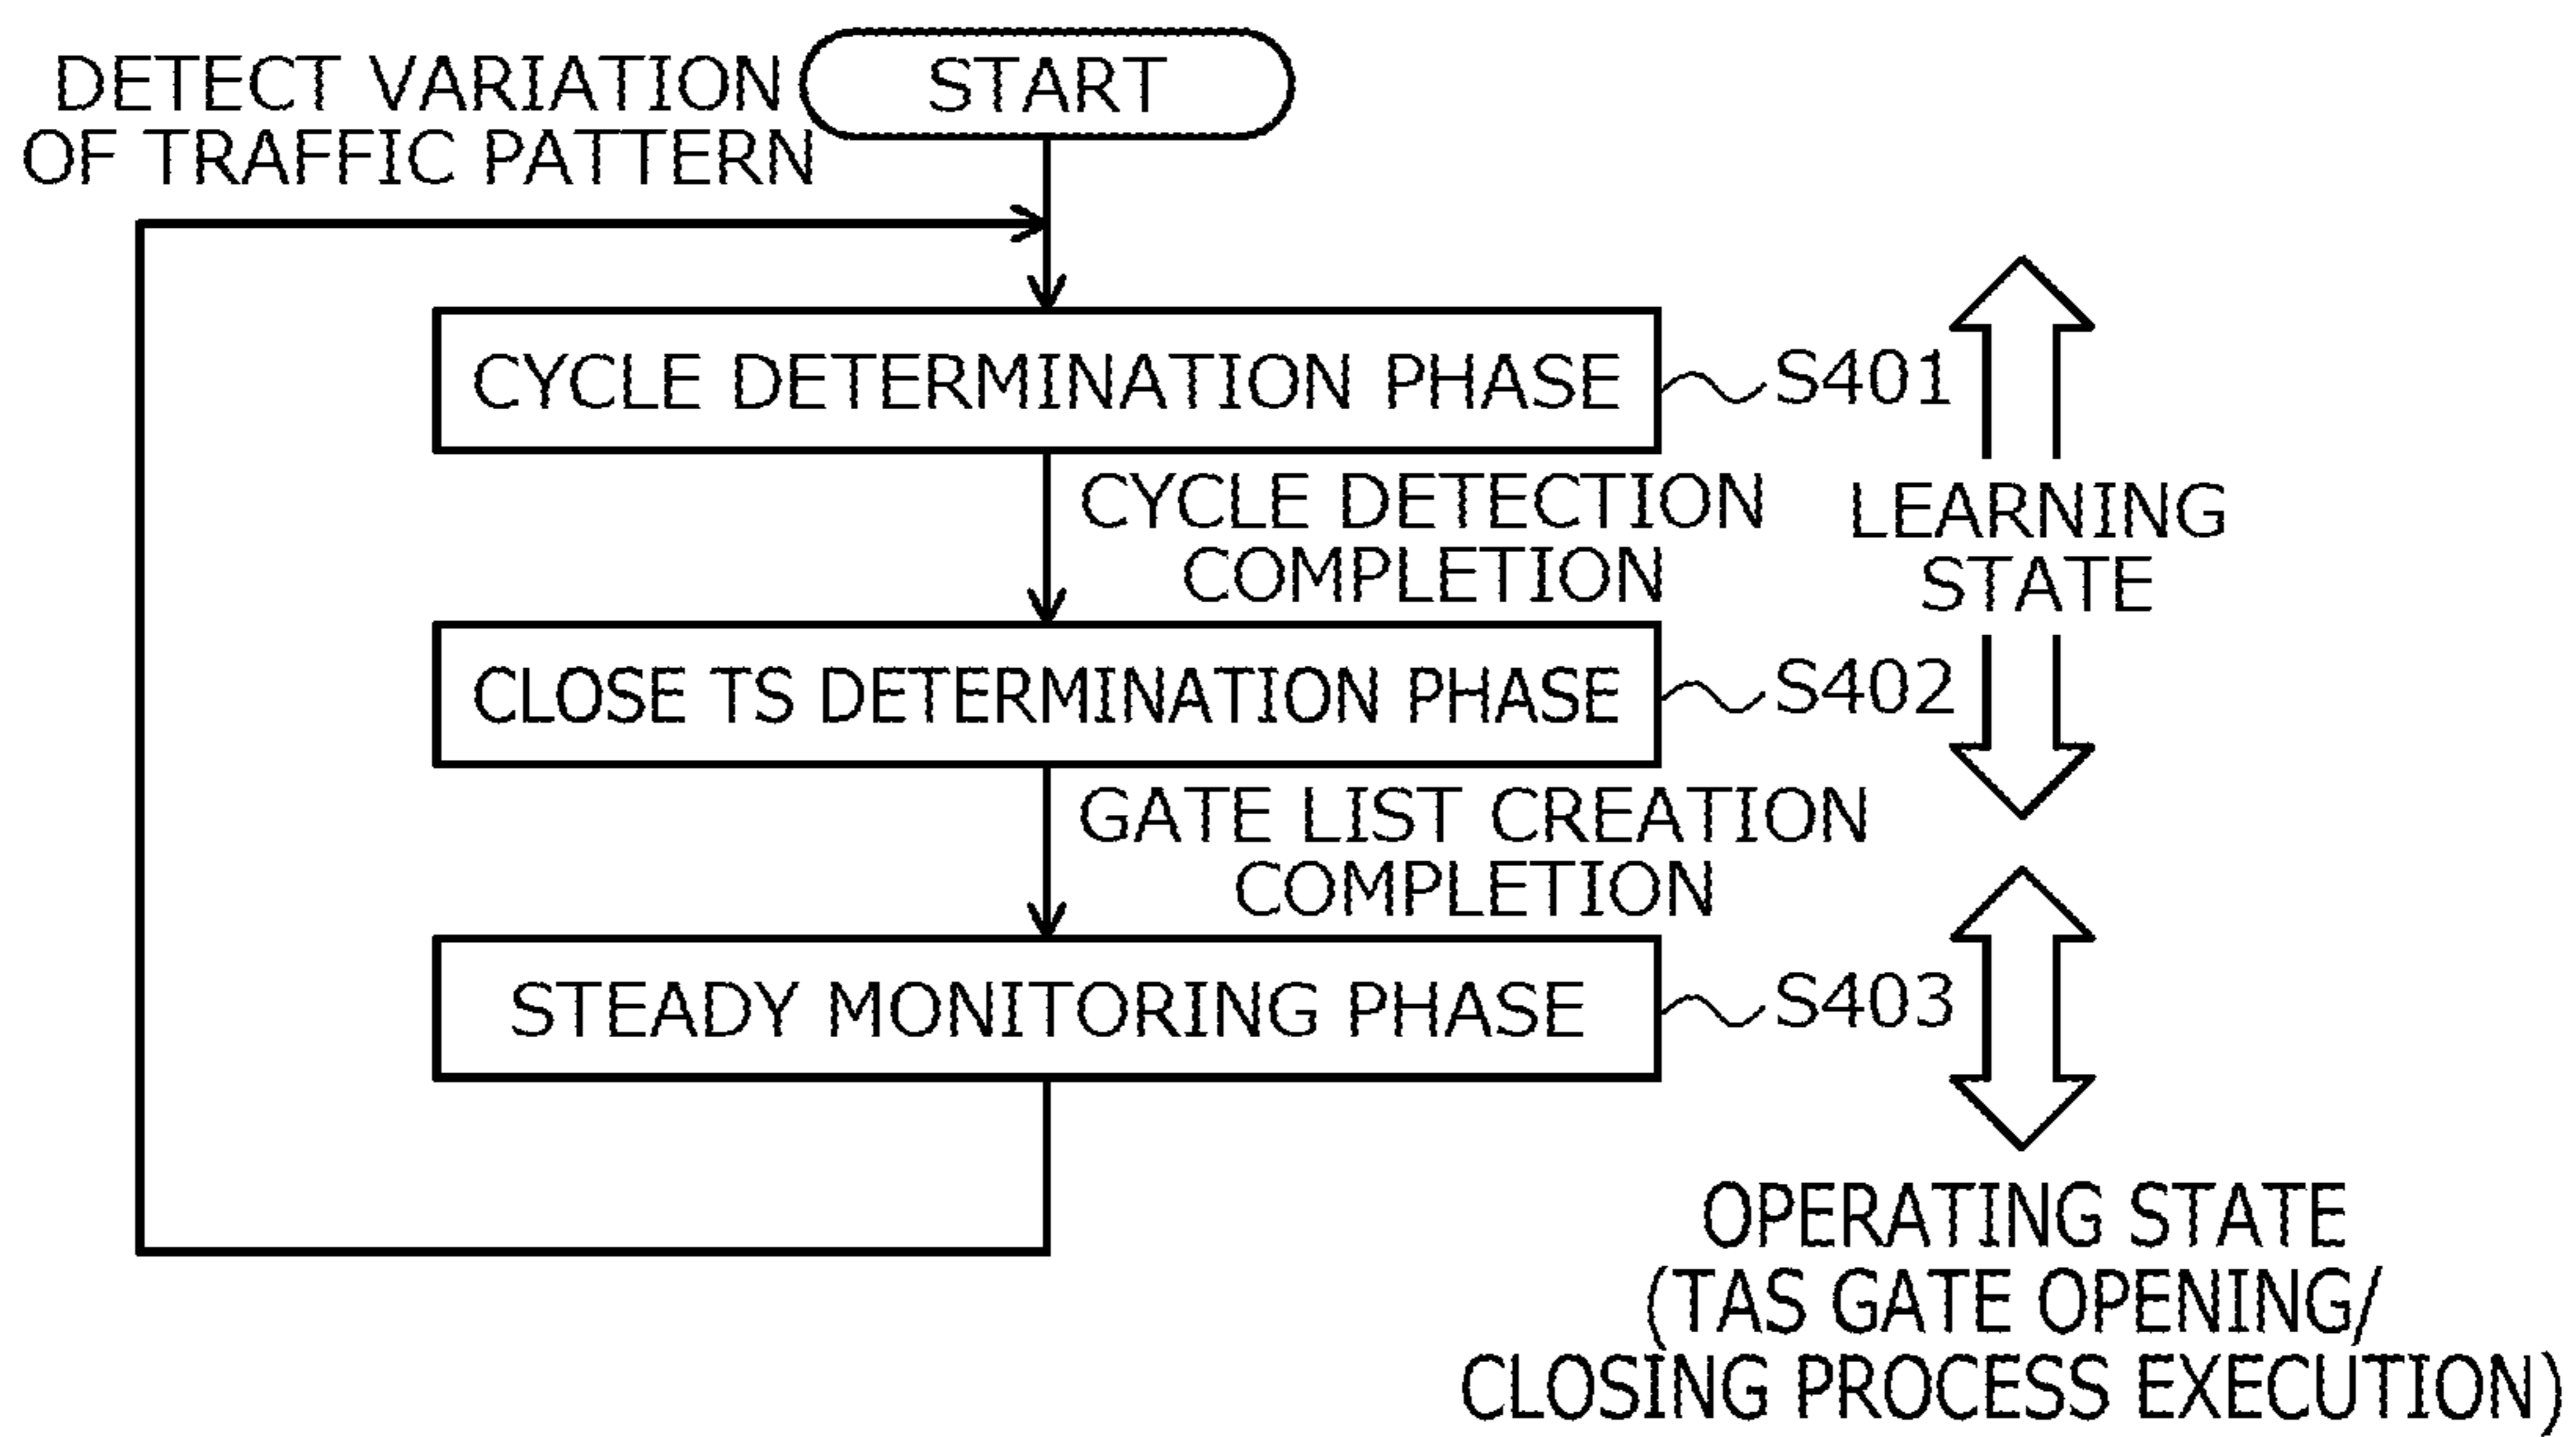 DETECT VARIATION
OF TRAFFIC PATTERN
START
CYCLE DETERMINATION PHASE
S401
CYCLE DETECTION
COMPLETION
LEARNING
STATE
CLOSE TS DETERMINATION PHASE
S402
GATE LIST CREATION
COMPLETION
STEADY MONITORING PHASE
S403
OPERATING STATE
(TAS GATE OPENING/
CLOSING PROCESS EXECUTION)